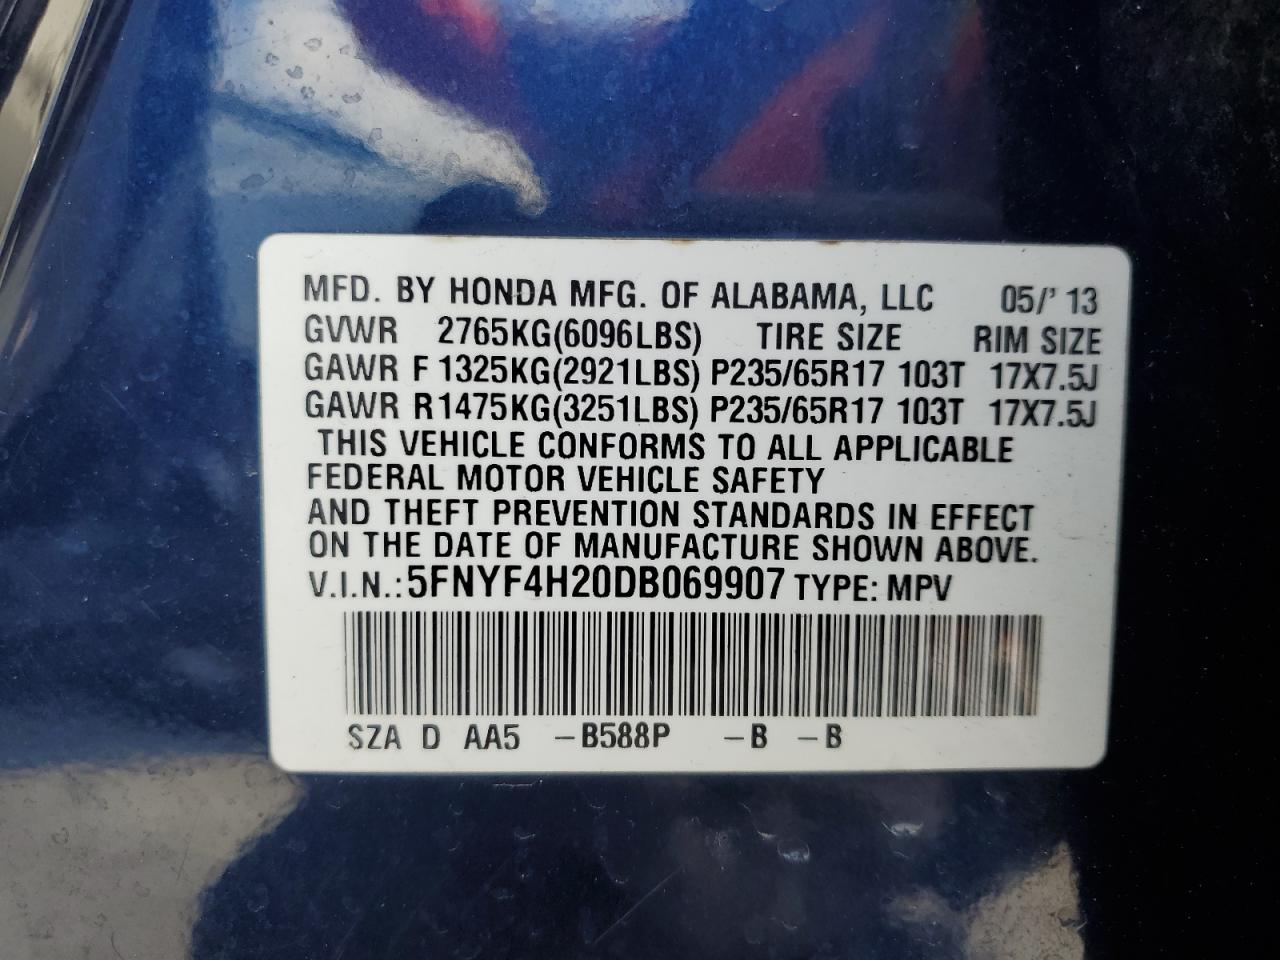 MFD. BY HONDA MFG. OF ALABAMA, LLC 05/' 13
GVWR 2765KG(6096LBS) TIRE SIZE RIM SIZE
GAWR F 1325KG(2921LBS) P235/65R17 103T 17X7.5J
GAWR R1475KG(3251LBS) P235/65R17 103T 17X7.5J
THIS VEHICLE CONFORMS TO ALL APPLICABLE
FEDERAL MOTOR VEHICLE SAFETY
AND THEFT PREVENTION STANDARDS IN EFFECT
ON THE DATE OF MANUFACTURE SHOWN ABOVE.
V.I.N.: 5FNYF4H20DB069907 TYPE: MPV
SZA D AA5 –B588P –B –B